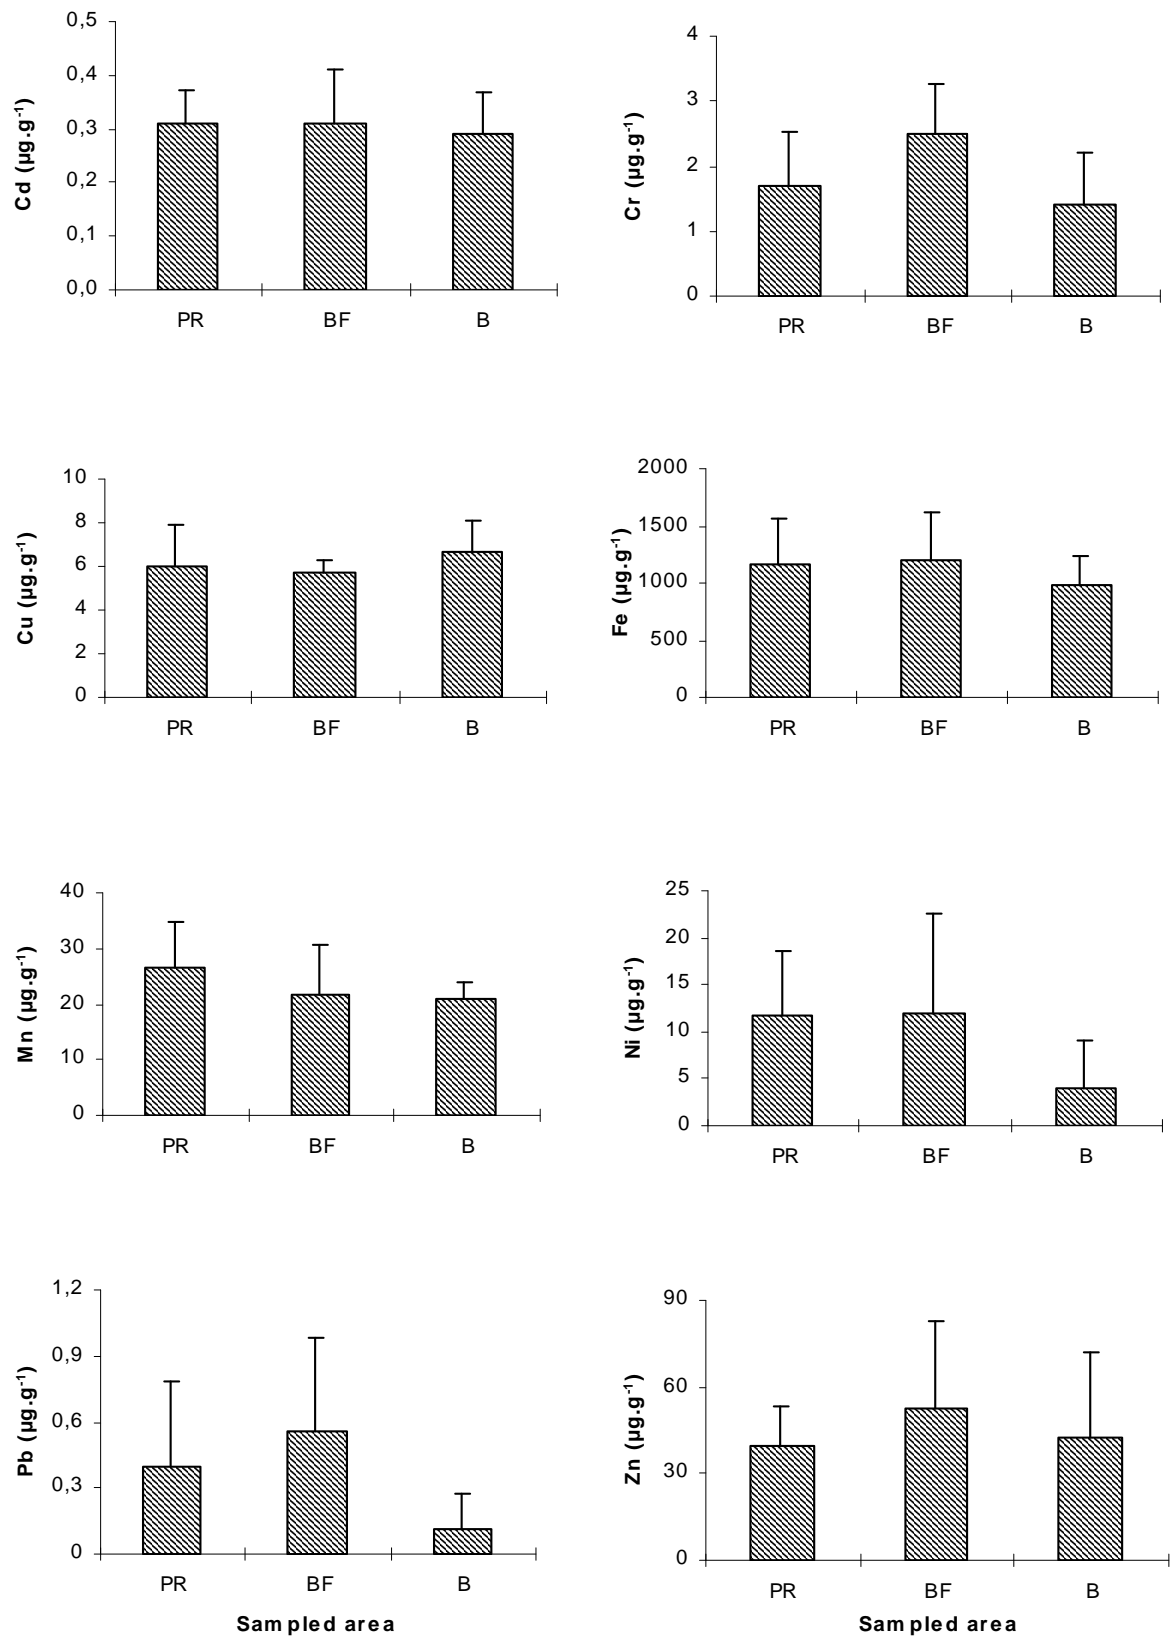 Cd (µg.g-1)
0,5
0,4
0,3
0,2
0,1
0,0
PR BF B
Cr (µg.g-1)
4
3
2
1
0
PR BF B
Cu (µg.g-1)
10
8
6
4
2
0
PR BF B
Fe (µg.g-1)
2000
1500
1000
500
0
PR BF B
Mn (µg.g-1)
40
30
20
10
0
PR BF B
Ni (µg.g-1)
25
20
15
10
5
0
PR BF B
Pb (µg.g-1)
1,2
0,9
0,6
0,3
0
PR BF B
Sampled area
Zn (µg.g-1)
90
60
30
0
PR BF B
Sampled area